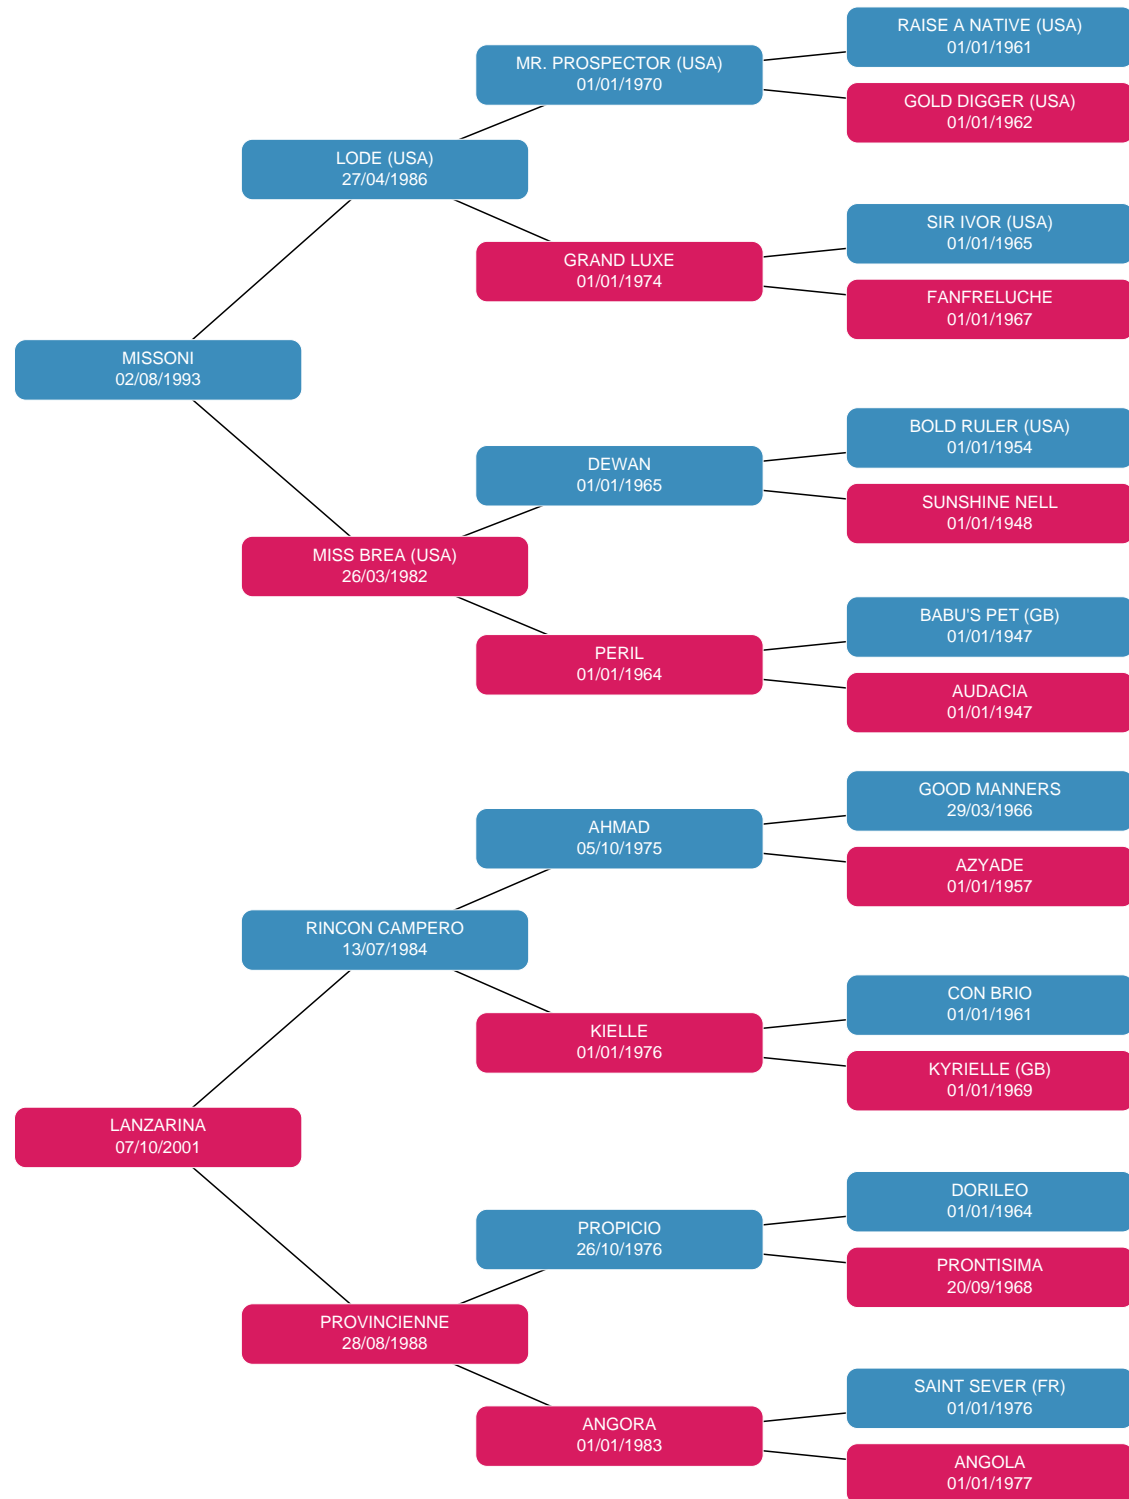 RAISE A NATIVE (USA)
01/01/1961
MR. PROSPECTOR (USA)
01/01/1970
GOLD DIGGER (USA)
01/01/1962
LODE (USA)
27/04/1986
SIR IVOR (USA)
01/01/1965
GRAND LUXE
01/01/1974
FANFRELUCHE
01/01/1967
MISSONI
02/08/1993
BOLD RULER (USA)
01/01/1954
DEWAN
01/01/1965
SUNSHINE NELL
01/01/1948
MISS BREA (USA)
26/03/1982
BABU'S PET (GB)
01/01/1947
PERIL
01/01/1964
AUDACIA
01/01/1947
GOOD MANNERS
29/03/1966
AHMAD
05/10/1975
AZYADE
01/01/1957
RINCON CAMPERO
13/07/1984
CON BRIO
01/01/1961
KIELLE
01/01/1976
KYRIELLE (GB)
01/01/1969
LANZARINA
07/10/2001
DORILEO
01/01/1964
PROPICIO
26/10/1976
PRONTISIMA
20/09/1968
PROVINCIENNE
28/08/1988
SAINT SEVER (FR)
01/01/1976
ANGORA
01/01/1983
ANGOLA
01/01/1977